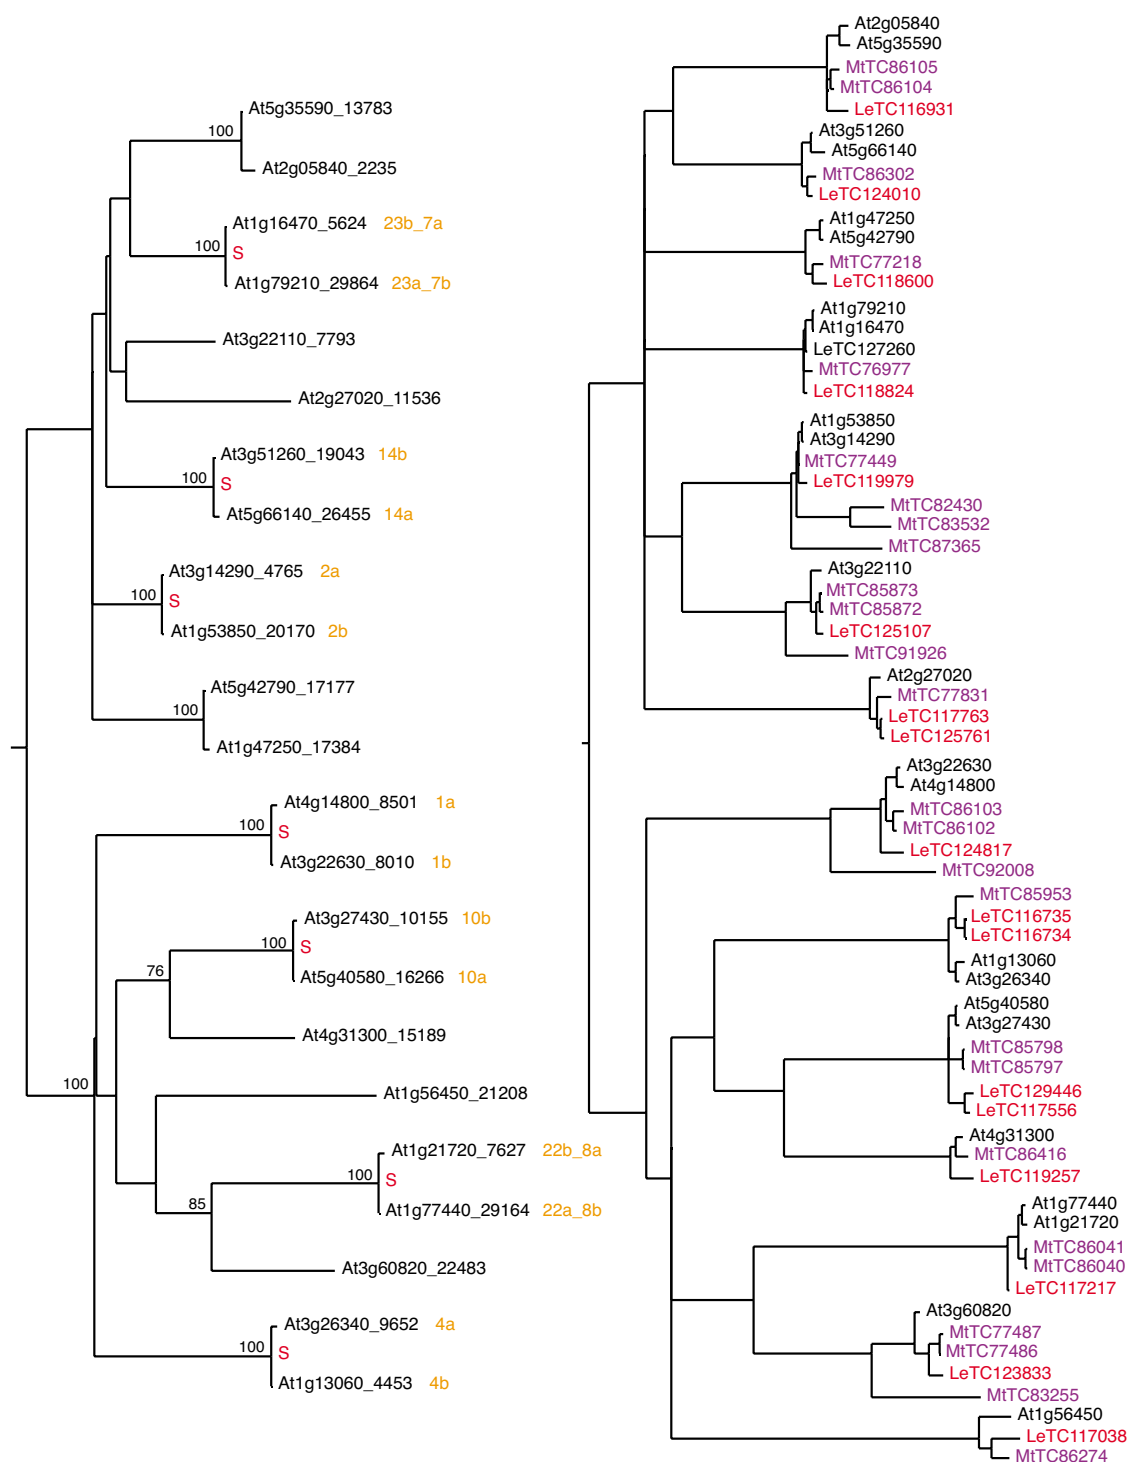 At5g35590_13783
100
At2g05840_2235
At1g16470_5624 23b_7a
100 S
At1g79210_29864 23a_7b
At3g22110_7793
At2g27020_11536
At3g51260_19043 14b
100 S
At5g66140_26455 14a
At3g14290_4765 2a
100 S
At1g53850_20170 2b
At5g42790_17177
100
At1g47250_17384
At4g14800_8501 1a
100 S
At3g22630_8010 1b
At3g27430_10155 10b
100 S
76
At5g40580_16266 10a
At4g31300_15189
100
At1g56450_21208
At1g21720_7627 22b_8a
100 S
85
At1g77440_29164 22a_8b
At3g60820_22483
At3g26340_9652 4a
100 S
At1g13060_4453 4b
At2g05840
At5g35590
MtTC86105
MtTC86104
LeTC116931
At3g51260
At5g66140
MtTC86302
LeTC124010
At1g47250
At5g42790
MtTC77218
LeTC118600
At1g79210
At1g16470
LeTC127260
MtTC76977
LeTC118824
At1g53850
At3g14290
MtTC77449
LeTC119979
MtTC82430
MtTC83532
MtTC87365
At3g22110
MtTC85873
MtTC85872
LeTC125107
MtTC91926
At2g27020
MtTC77831
LeTC117763
LeTC125761
At3g22630
At4g14800
MtTC86103
MtTC86102
LeTC124817
MtTC92008
MtTC85953
LeTC116735
LeTC116734
At1g13060
At3g26340
At5g40580
At3g27430
MtTC85798
MtTC85797
LeTC129446
LeTC117556
At4g31300
MtTC86416
LeTC119257
At1g77440
At1g21720
MtTC86041
MtTC86040
LeTC117217
At3g60820
MtTC77487
MtTC77486
LeTC123833
MtTC83255
At1g56450
LeTC117038
MtTC86274